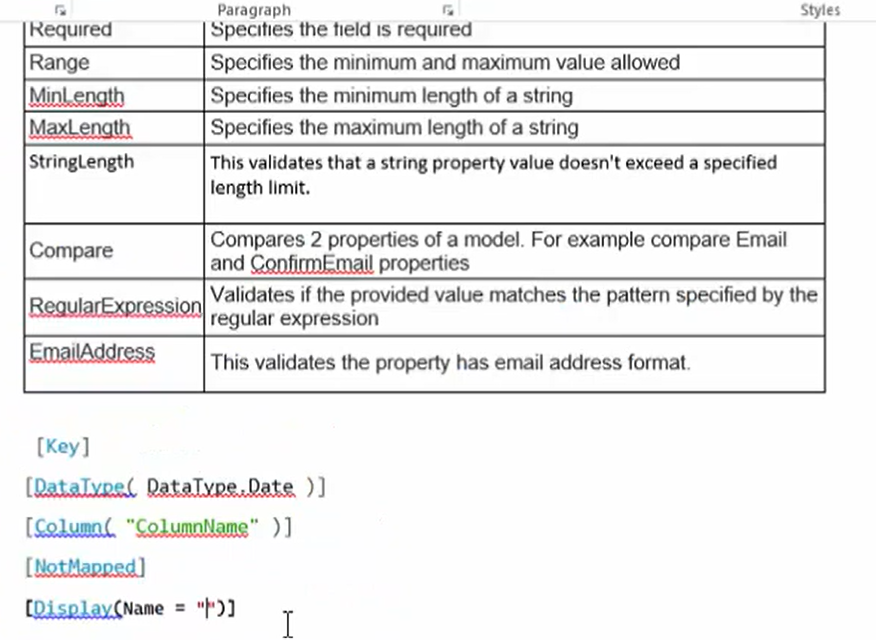 Paragraph
Styles
Required
Specifies the field is required
Range
Specifies the minimum and maximum value allowed
MinLength
Specifies the minimum length of a string
MaxLength
Specifies the maximum length of a string
StringLength
This validates that a string property value doesn't exceed a specified
length limit.
Compare
Compares 2 properties of a model. For example compare Email
and ConfirmEmail properties
RegularExpression
Validates if the provided value matches the pattern specified by the
regular expression
EmailAddress
This validates the property has email address format.
[Key]
[DataType( DataType.Date )]
[Column( "ColumnName" )]
[NotMapped]
[Display(Name = "")]